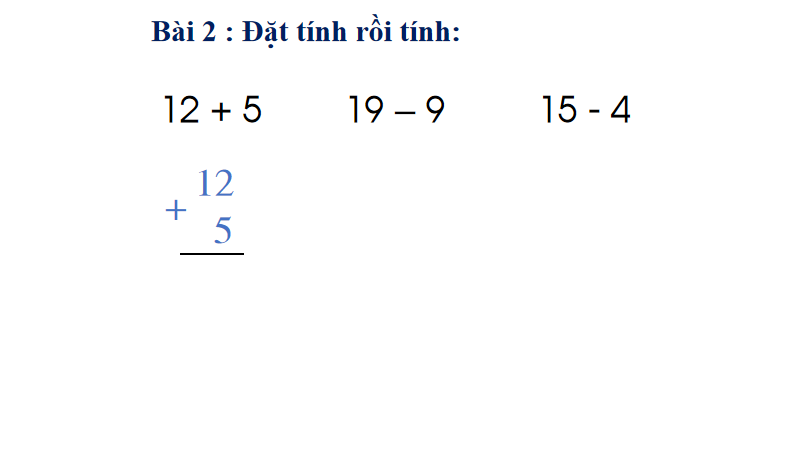 Bài 2 : Đặt tính rồi tính:
12 + 5 19 – 9 15 - 4
12
+
5